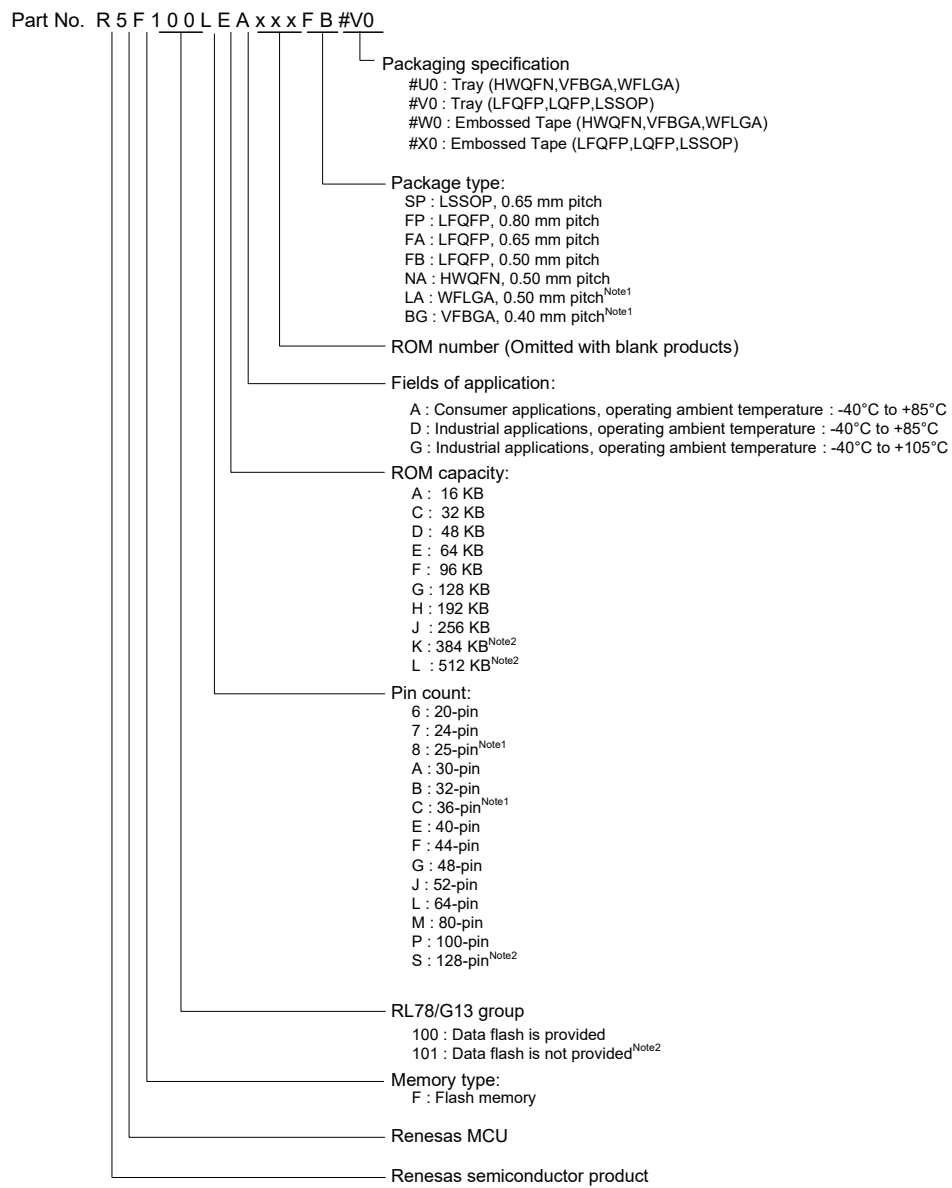 Part No. R 5 F 1 0 0 L E A x x x F B #V0
Packaging specification
#U0 : Tray (HWQFN,VFBGA,WFLGA)
#V0 : Tray (LFQFP,LQFP,LSSOP)
#W0 : Embossed Tape (HWQFN,VFBGA,WFLGA)
#X0 : Embossed Tape (LFQFP,LQFP,LSSOP)
Package type:
SP : LSSOP, 0.65 mm pitch
FP : LFQFP, 0.80 mm pitch
FA : LFQFP, 0.65 mm pitch
FB : LFQFP, 0.50 mm pitch
NA : HWQFN, 0.50 mm pitch
LA : WFLGA, 0.50 mm pitchNote1
BG : VFBGA, 0.40 mm pitchNote1
ROM number (Omitted with blank products)
Fields of application:
A : Consumer applications, operating ambient temperature : -40°C to +85°C
D : Industrial applications, operating ambient temperature : -40°C to +85°C
G : Industrial applications, operating ambient temperature : -40°C to +105°C
ROM capacity:
A : 16 KB
C : 32 KB
D : 48 KB
E : 64 KB
F : 96 KB
G : 128 KB
H : 192 KB
J : 256 KB
K : 384 KBNote2
L : 512 KBNote2
Pin count:
6 : 20-pin
7 : 24-pin
8 : 25-pinNote1
A : 30-pin
B : 32-pin
C : 36-pinNote1
E : 40-pin
F : 44-pin
G : 48-pin
J : 52-pin
L : 64-pin
M : 80-pin
P : 100-pin
S : 128-pinNote2
RL78/G13 group
100 : Data flash is provided
101 : Data flash is not providedNote2
Memory type:
F : Flash memory
Renesas MCU
Renesas semiconductor product